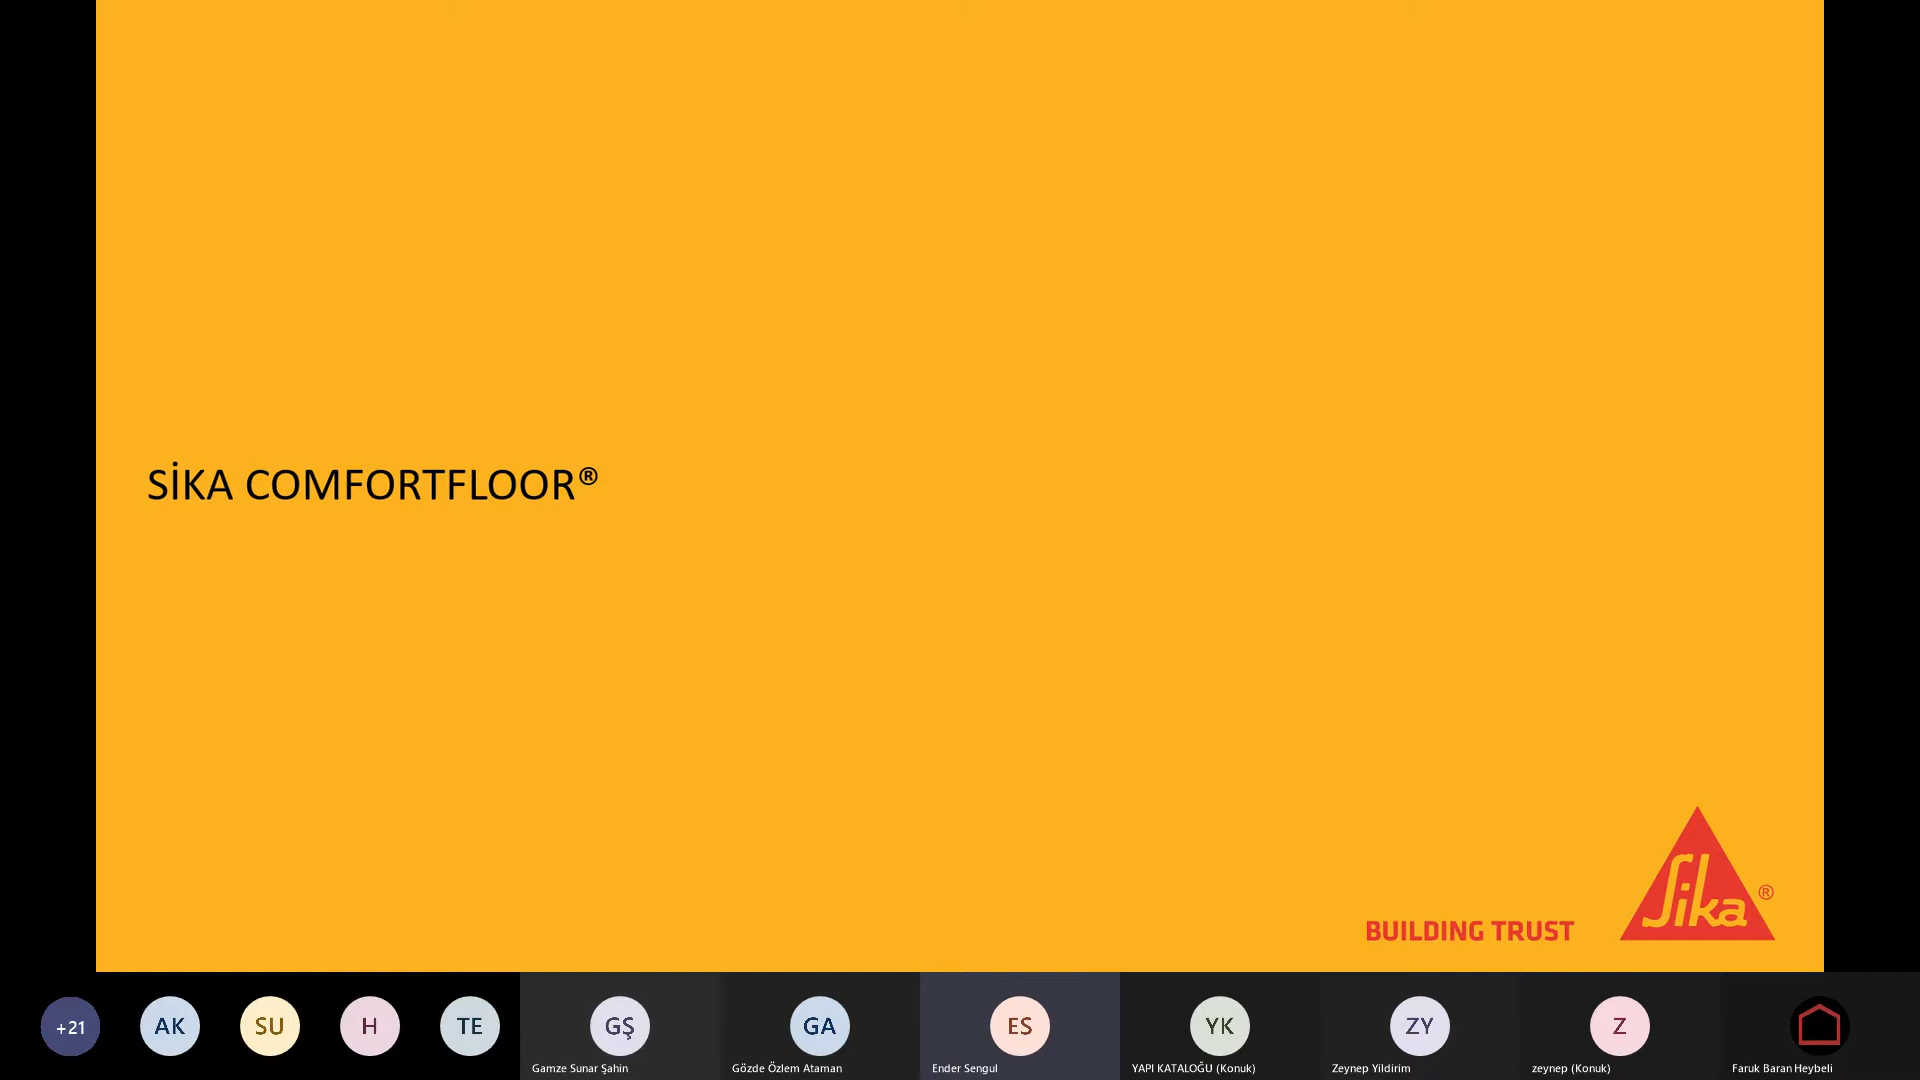 SİKA COMFORTFLOOR®
BUILDING TRUST
Sika®
+21
AK
SU
H
TE
GŞ
GA
ES
YK
ZY
Z
Gamze Sunar Şahin
Gözde Özlem Ataman
Ender Sengul
YAPI KATALOĞU (Konuk)
Zeynep Yildirim
zeynep (Konuk)
Faruk Baran Heybeli